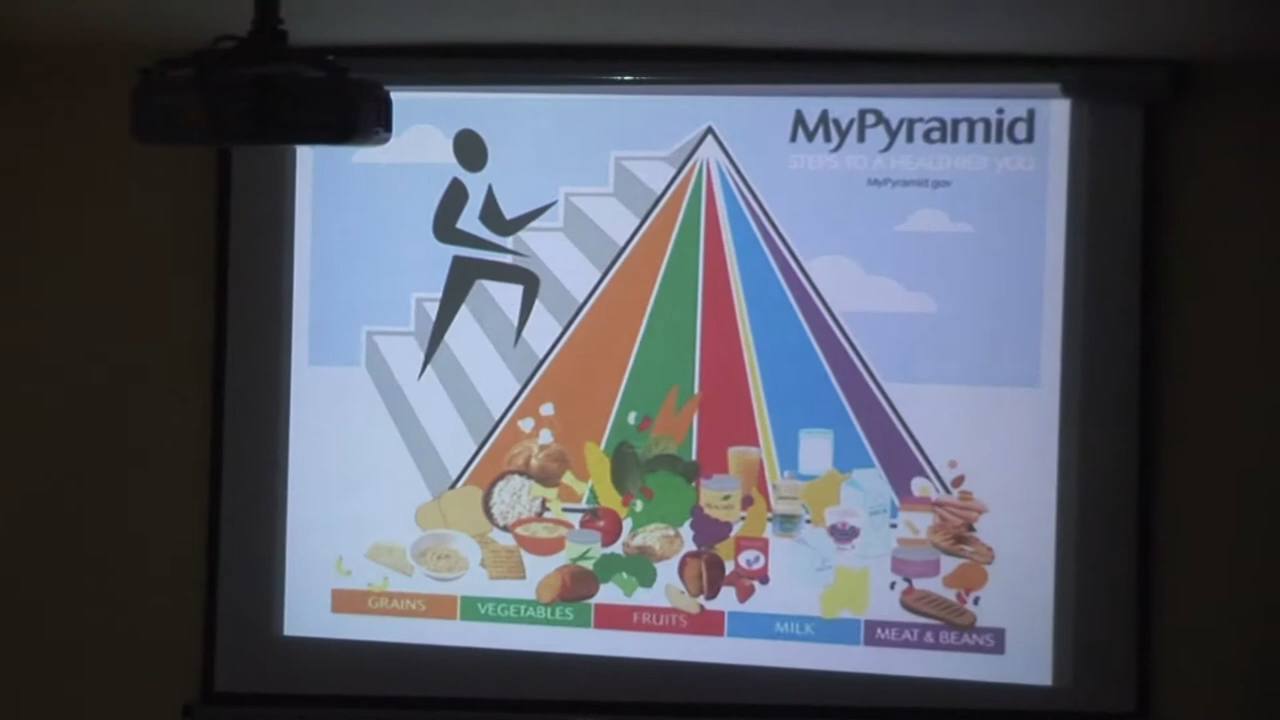 MyPyramid
STEPS TO A HEALTHIER YOU
MyPyramid.gov
GRAINS
VEGETABLES
FRUITS
MILK
MEAT & BEANS